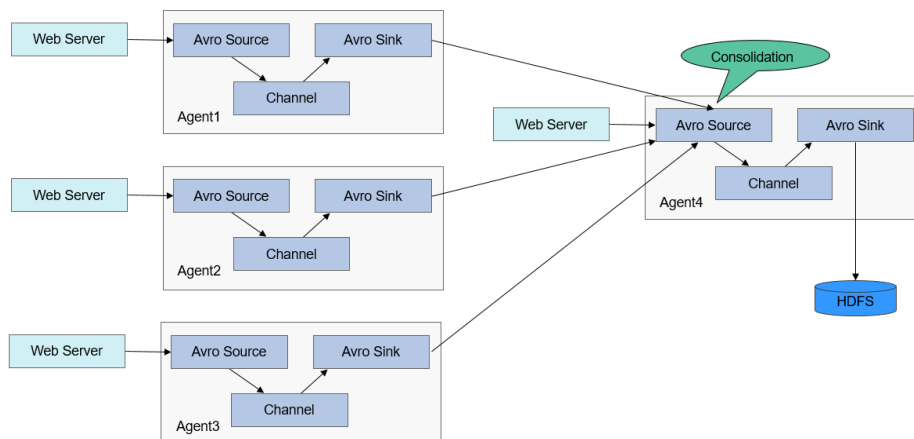 Web Server
Avro Source
Avro Sink
Channel
Agent1
Consolidation
Web Server
Avro Source
Avro Sink
Channel
Agent4
Web Server
Avro Source
Avro Sink
Channel
Agent2
HDFS
Web Server
Avro Source
Avro Sink
Channel
Agent3